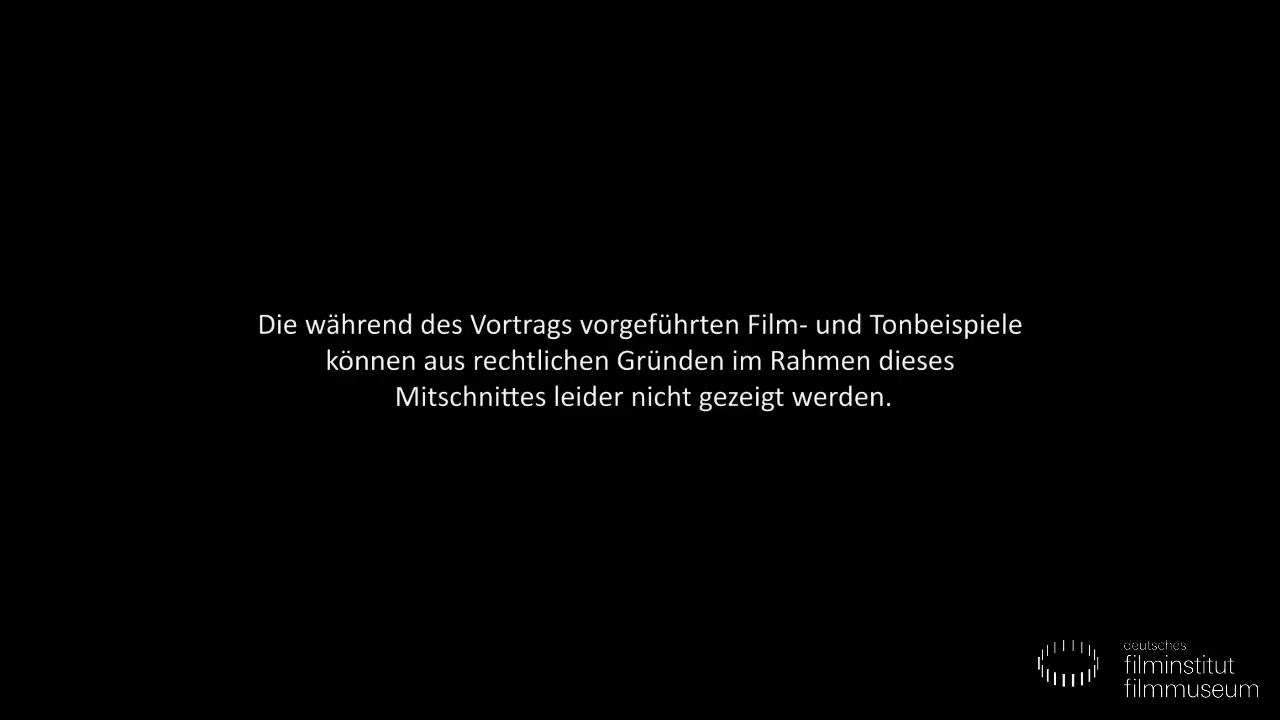 Die während des Vortrags vorgeführten Film- und Tonbeispiele
können aus rechtlichen Gründen im Rahmen dieses
Mitschnittes leider nicht gezeigt werden.
deutsches
filminstitut
filmmuseum